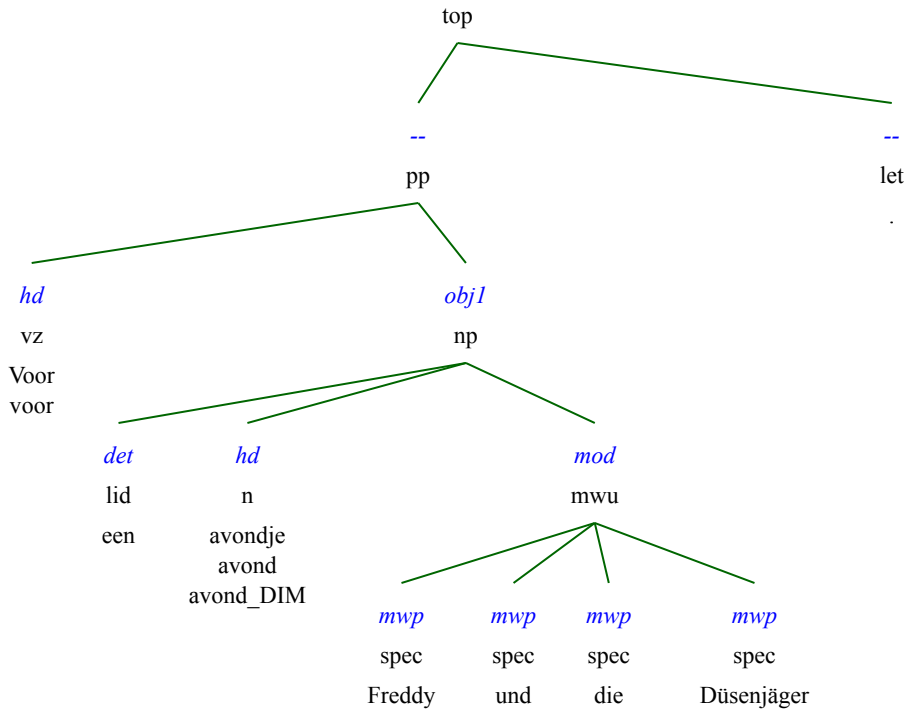 top
-- --
pp let
.
hd obj1
vz np
Voor
voor
det hd mod
lid n mwu
een avondje
avond
avond_DIM
mwp mwp mwp mwp
spec spec spec spec
Freddy und die Düsenjäger